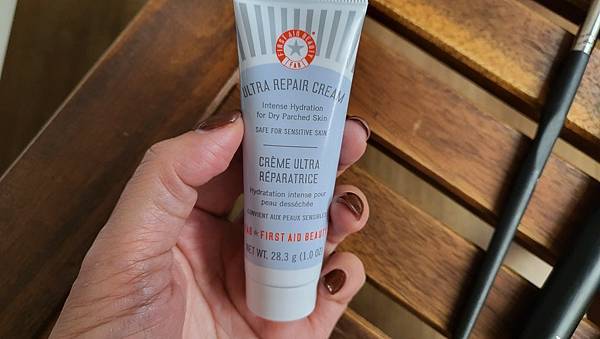 FIRST AID BEAUTY
FAB
ULTRA REPAIR CREAM
Intense Hydration
for Dry Parched Skin
SAFE FOR SENSITIVE SKIN
CRÈME ULTRA
RÉPARATRICE
Hydratation intense pour
peau desséchée
CONVIENT AUX PEAUX SENSIBLES
FAB ★ FIRST AID BEAUTY
NET WT. 28.3 g (1.0 OZ